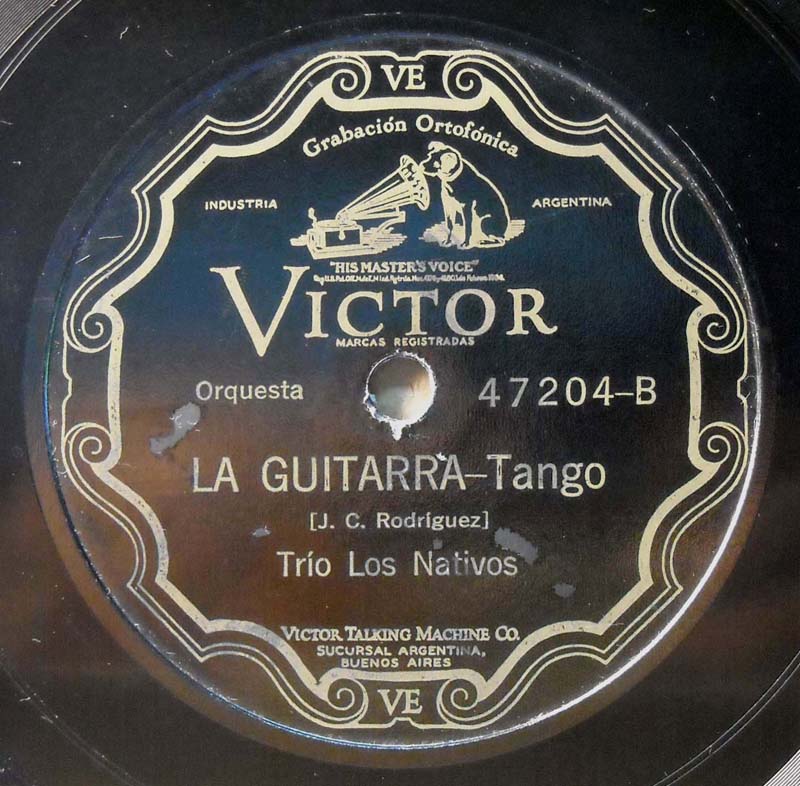 VE
Grabación Ortofónica
INDUSTRIA ARGENTINA
"HIS MASTER'S VOICE"
VICTOR
MARCAS REGISTRADAS
Orquesta 47204-B
LA GUITARRA-Tango
[J. C. Rodríguez]
Trío Los Nativos
VICTOR TALKING MACHINE CO.
SUCURSAL ARGENTINA,
BUENOS AIRES
VE